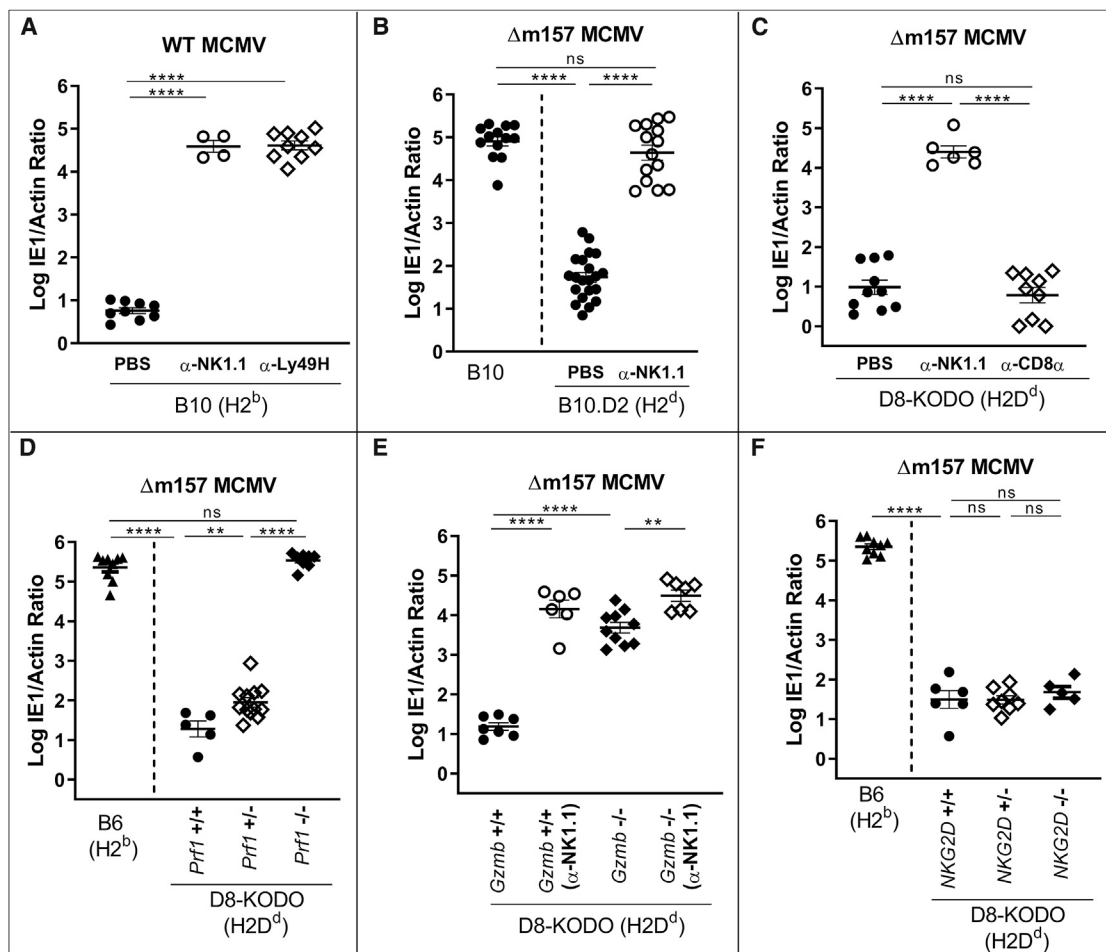 A
WT MCMV
****
****
Log IE1/Actin Ratio
6
5
4
3
2
1
0
PBS
α-NK1.1
α-Ly49H
B10 (H2ᵇ)
B
Δm157 MCMV
ns
**** ****
Log IE1/Actin Ratio
6
5
4
3
2
1
0
B10
PBS
α-NK1.1
B10.D2 (H2ᵈ)
C
Δm157 MCMV
ns
**** ****
Log IE1/Actin Ratio
6
5
4
3
2
1
0
PBS
α-NK1.1
α-CD8α
D8-KODO (H2Dᵈ)
D
Δm157 MCMV
ns
**** ** ****
Log IE1/Actin Ratio
6
5
4
3
2
1
0
B6
(H2ᵇ)
Prf1 +/+
Prf1 +/-
Prf1 -/-
D8-KODO
(H2Dᵈ)
E
Δm157 MCMV
****
**** **
Log IE1/Actin Ratio
6
5
4
3
2
1
0
Gzmb +/+
Gzmb +/+
(α-NK1.1)
Gzmb -/-
Gzmb -/-
(α-NK1.1)
D8-KODO (H2Dᵈ)
F
Δm157 MCMV
ns
**** ns ns
Log IE1/Actin Ratio
6
5
4
3
2
1
0
B6
(H2ᵇ)
NKG2D +/+
NKG2D +/-
NKG2D -/-
D8-KODO
(H2Dᵈ)